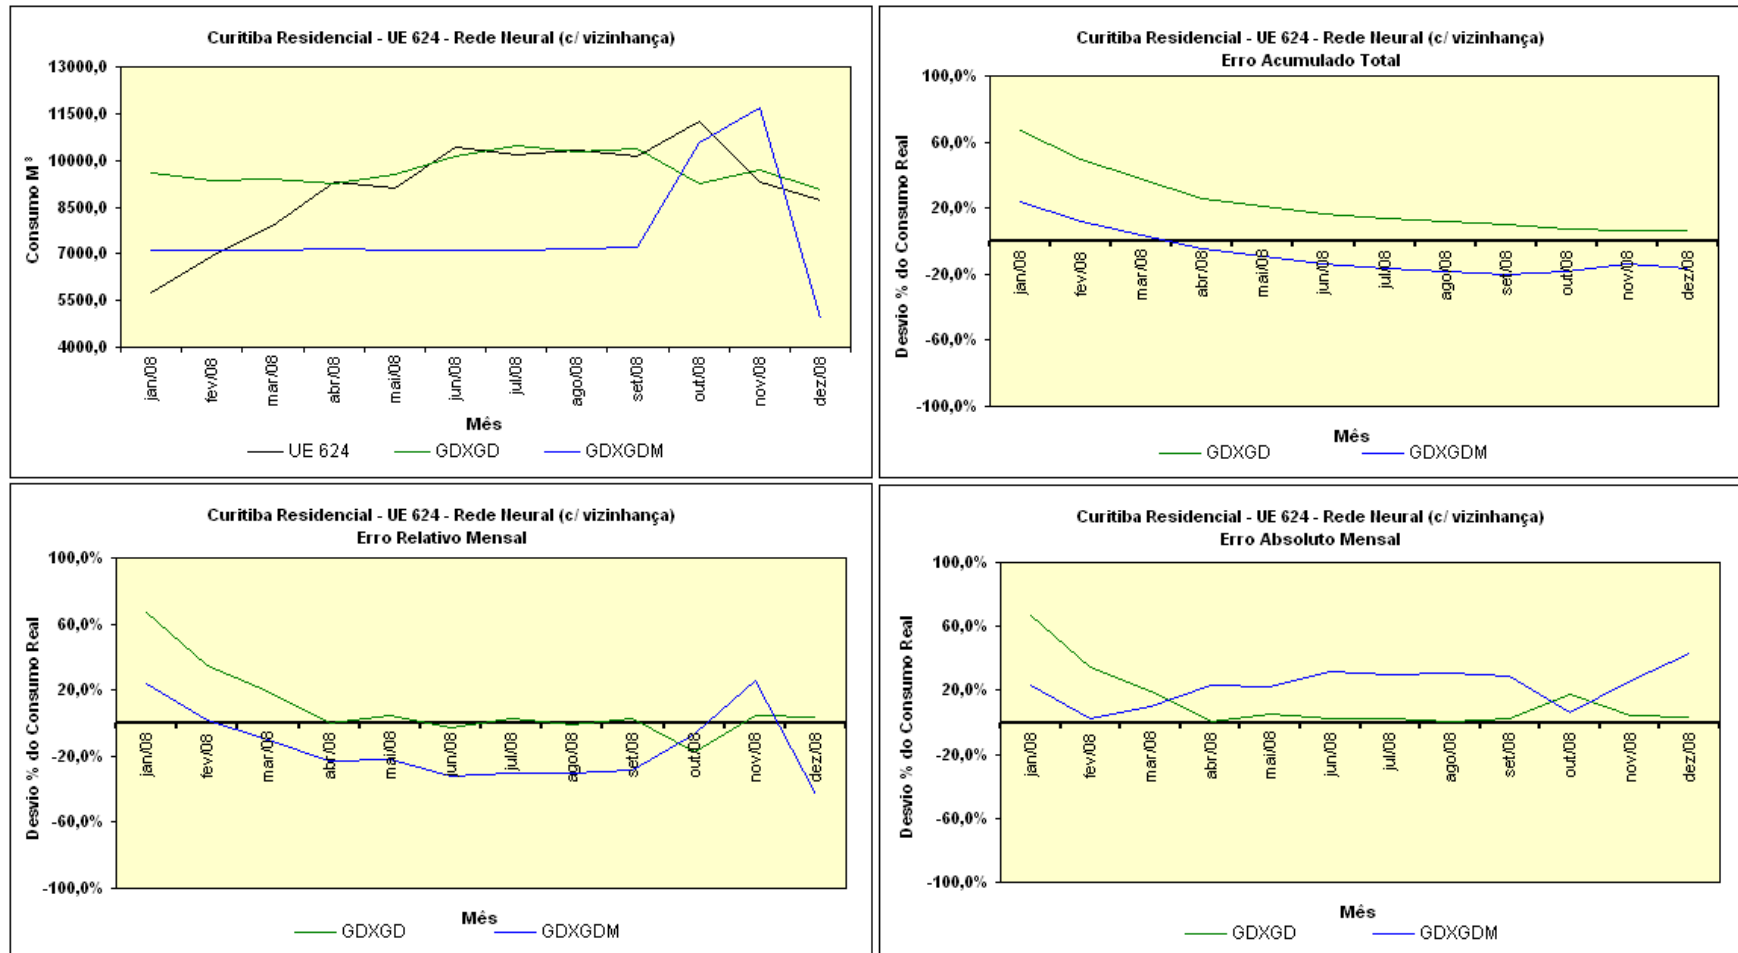 Curitiba Residencial - UE 624 - Rede Neural (c/ vizinhança)
Consumo M³
13000,0
11500,0
10000,0
8500,0
7000,0
5500,0
4000,0
jan/08
fev/08
mar/08
abr/08
mai/08
jun/08
jul/08
ago/08
set/08
out/08
nov/08
dez/08
Mês
UE 624
GDXGD
GDXGDM
Curitiba Residencial - UE 624 - Rede Neural (c/ vizinhança)
Erro Acumulado Total
Desvio % do Consumo Real
100,0%
60,0%
20,0%
-20,0%
-60,0%
-100,0%
jan/08
fev/08
mar/08
abr/08
mai/08
jun/08
jul/08
ago/08
set/08
out/08
nov/08
dez/08
Mês
GDXGD
GDXGDM
Curitiba Residencial - UE 624 - Rede Neural (c/ vizinhança)
Erro Relativo Mensal
Desvio % do Consumo Real
100,0%
60,0%
20,0%
-20,0%
-60,0%
-100,0%
jan/08
fev/08
mar/08
abr/08
mai/08
jun/08
jul/08
ago/08
set/08
out/08
nov/08
dez/08
Mês
GDXGD
GDXGDM
Curitiba Residencial - UE 624 - Rede Neural (c/ vizinhança)
Erro Absoluto Mensal
Desvio % do Consumo Real
100,0%
60,0%
20,0%
-20,0%
-60,0%
-100,0%
jan/08
fev/08
mar/08
abr/08
mai/08
jun/08
jul/08
ago/08
set/08
out/08
nov/08
dez/08
Mês
GDXGD
GDXGDM